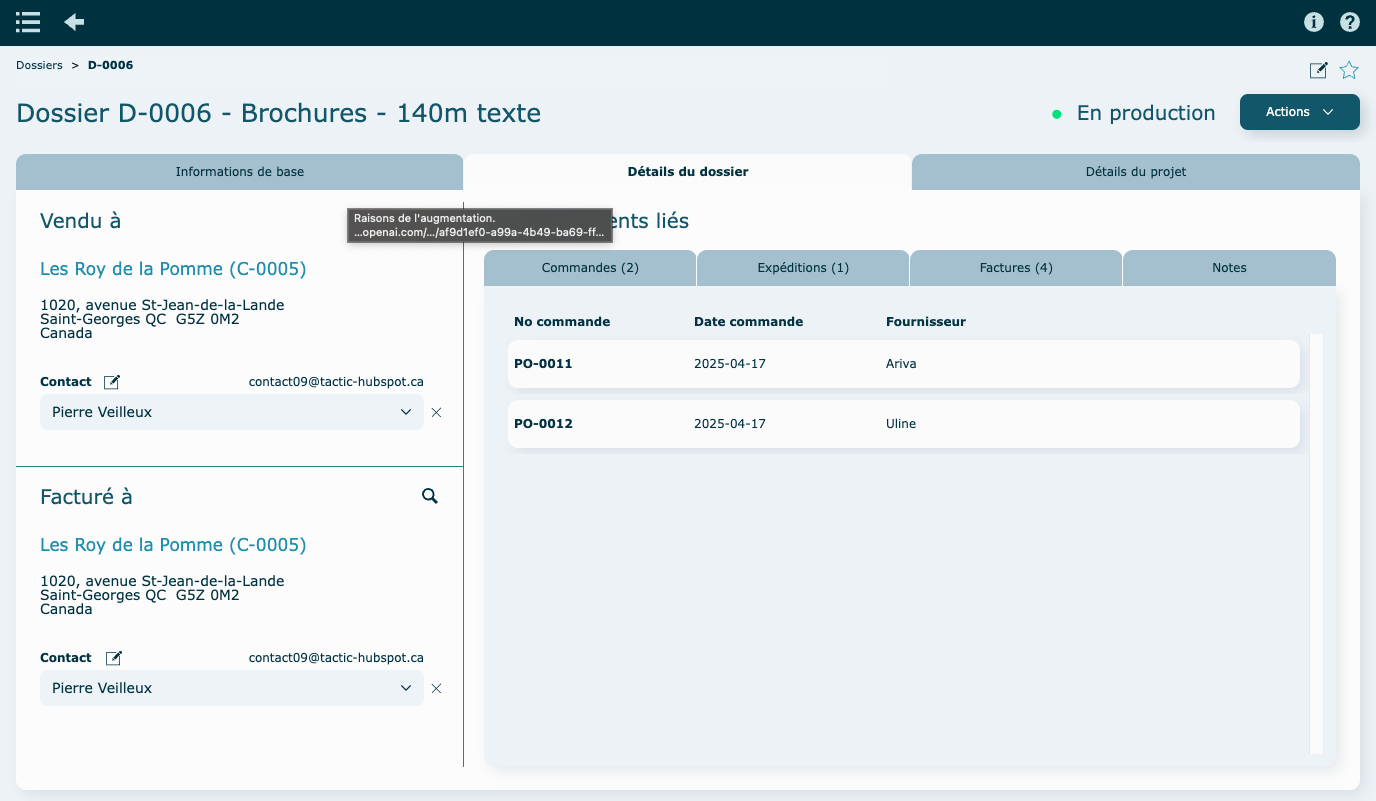 Dossiers > D-0006
Dossier D-0006 - Brochures - 140m texte
En production
Actions
Informations de base
Détails du dossier
Détails du projet
Vendu à
Raisons de l'augmentation.
...openai.com/.../af9d1ef0-a99a-4b49-ba69-ff...
nts liés
Les Roy de la Pomme (C-0005)
1020, avenue St-Jean-de-la-Lande
Saint-Georges QC  G5Z 0M2
Canada
Contact
contact09@tactic-hubspot.ca
Pierre Veilleux
Facturé à
Les Roy de la Pomme (C-0005)
1020, avenue St-Jean-de-la-Lande
Saint-Georges QC  G5Z 0M2
Canada
Contact
contact09@tactic-hubspot.ca
Pierre Veilleux
Commandes (2)
Expéditions (1)
Factures (4)
Notes
No commande Date commande Fournisseur
PO-0011 2025-04-17 Ariva
PO-0012 2025-04-17 Uline